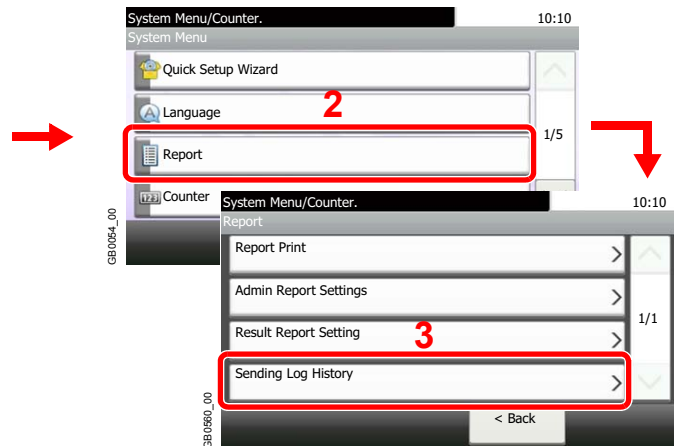 System Menu/Counter.
10:10
System Menu
Quick Setup Wizard
Language
2
1/5
Report
123 Counter
GB0054_00
System Menu/Counter.
10:10
Report
Report Print
Admin Report Settings
1/1
Result Report Setting
3
Sending Log History
GB0560_00
< Back